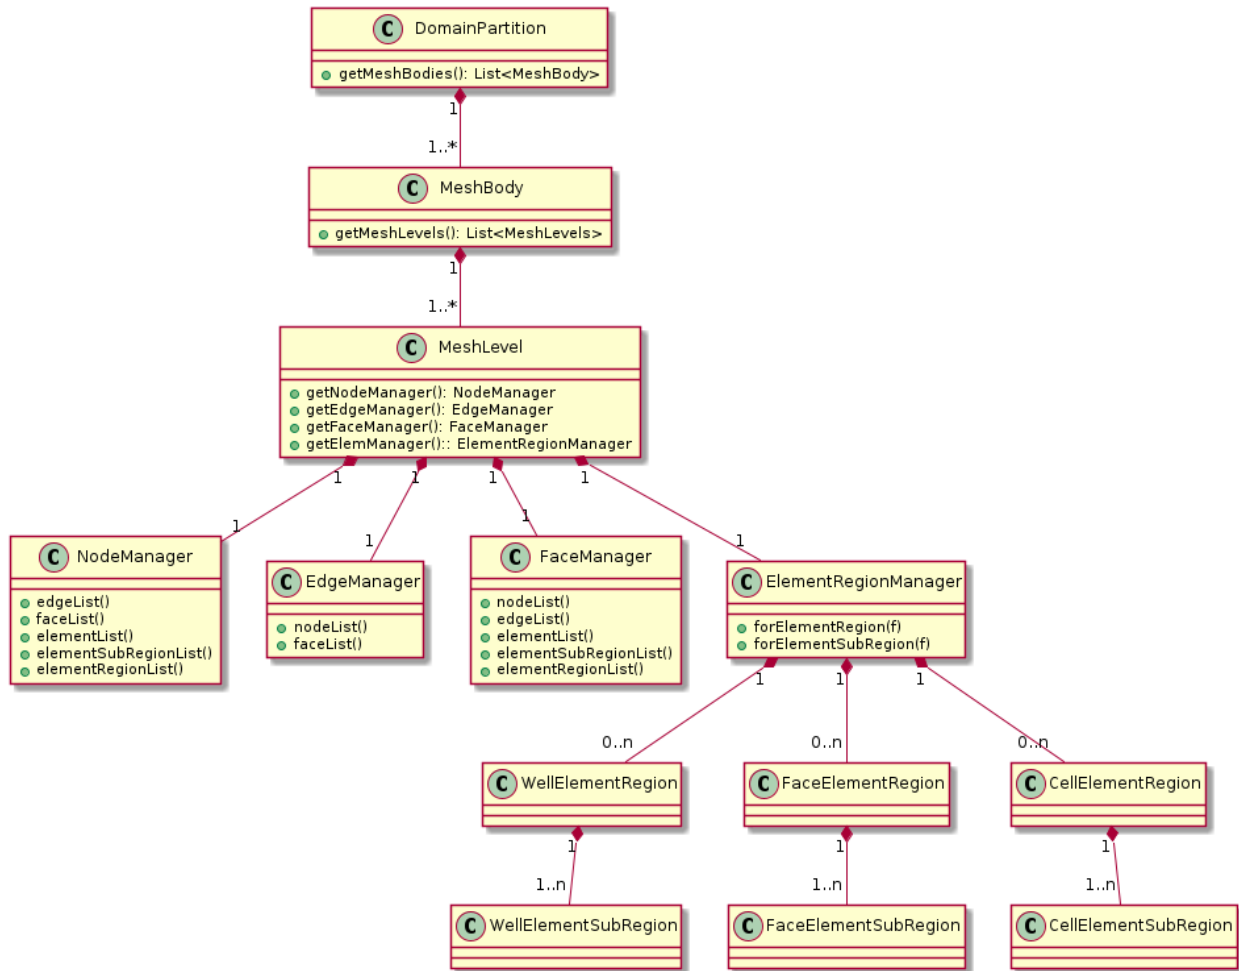 C DomainPartition
getMeshBodies(): List<MeshBody>
1
1..*
C MeshBody
getMeshLevels(): List<MeshLevels>
1
1..*
C MeshLevel
getNodeManager(): NodeManager
getEdgeManager(): EdgeManager
getFaceManager(): FaceManager
getElemManager():: ElementRegionManager
1 1 1 1
1 1 1 1
C NodeManager
edgeList()
faceList()
elementList()
elementSubRegionList()
elementRegionList()
C EdgeManager
nodeList()
faceList()
C FaceManager
nodeList()
edgeList()
elementList()
elementSubRegionList()
elementRegionList()
C ElementRegionManager
forElementRegion(f)
forElementSubRegion(f)
1 1 1
0..n 0..n 0..n
C WellElementRegion
C FaceElementRegion
C CellElementRegion
1 1 1
1..n 1..n 1..n
C WellElementSubRegion
C FaceElementSubRegion
C CellElementSubRegion